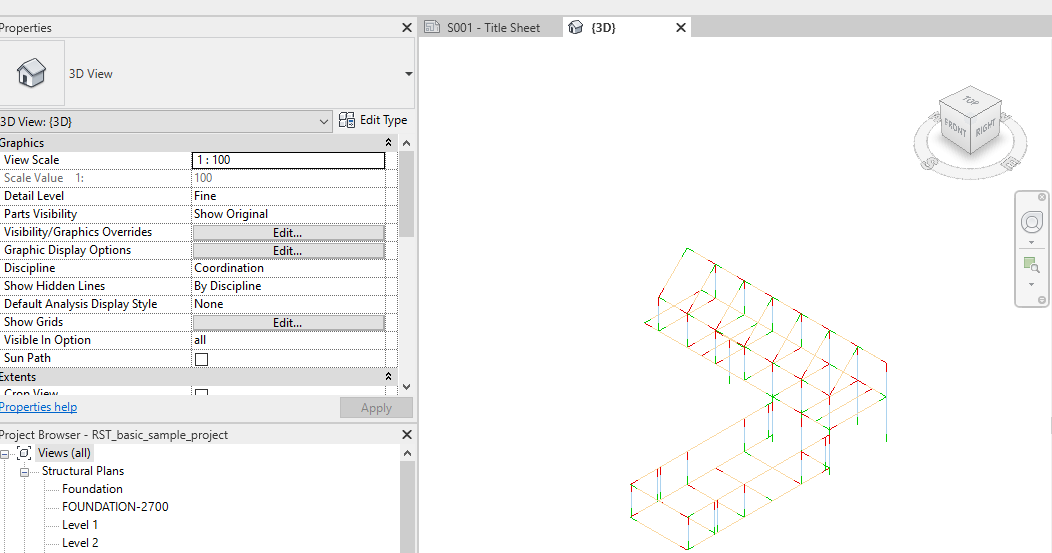 Properties
S001 - Title Sheet
{3D}
3D View
3D View: {3D}
Edit Type
Graphics
View Scale
1 : 100
Scale Value 1:
100
Detail Level
Fine
Parts Visibility
Show Original
Visibility/Graphics Overrides
Edit...
Graphic Display Options
Edit...
Discipline
Coordination
Show Hidden Lines
By Discipline
Default Analysis Display Style
None
Show Grids
Edit...
Visible In Option
all
Sun Path
Extents
Crop View
Properties help
Apply
Project Browser - RST_basic_sample_project
Views (all)
Structural Plans
Foundation
FOUNDATION-2700
Level 1
Level 2
TOP
FRONT
RIGHT
S
E